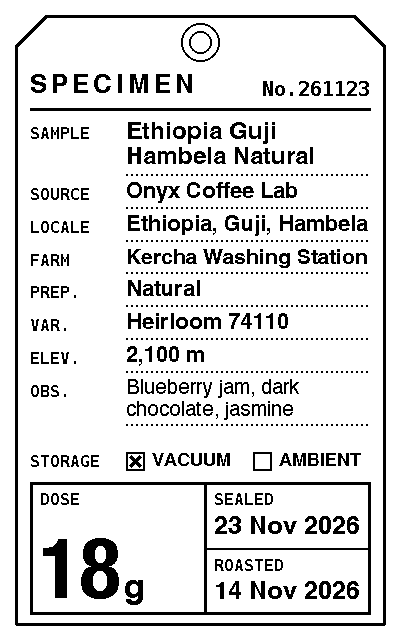 SPECIMEN No.261123
SAMPLE Ethiopia Guji
Hambela Natural
SOURCE Onyx Coffee Lab
LOCALE Ethiopia, Guji, Hambela
FARM Kercha Washing Station
PREP. Natural
VAR. Heirloom 74110
ELEV. 2,100 m
OBS. Blueberry jam, dark
chocolate, jasmine
STORAGE VACUUM AMBIENT
DOSE
18g
SEALED
23 Nov 2026
ROASTED
14 Nov 2026